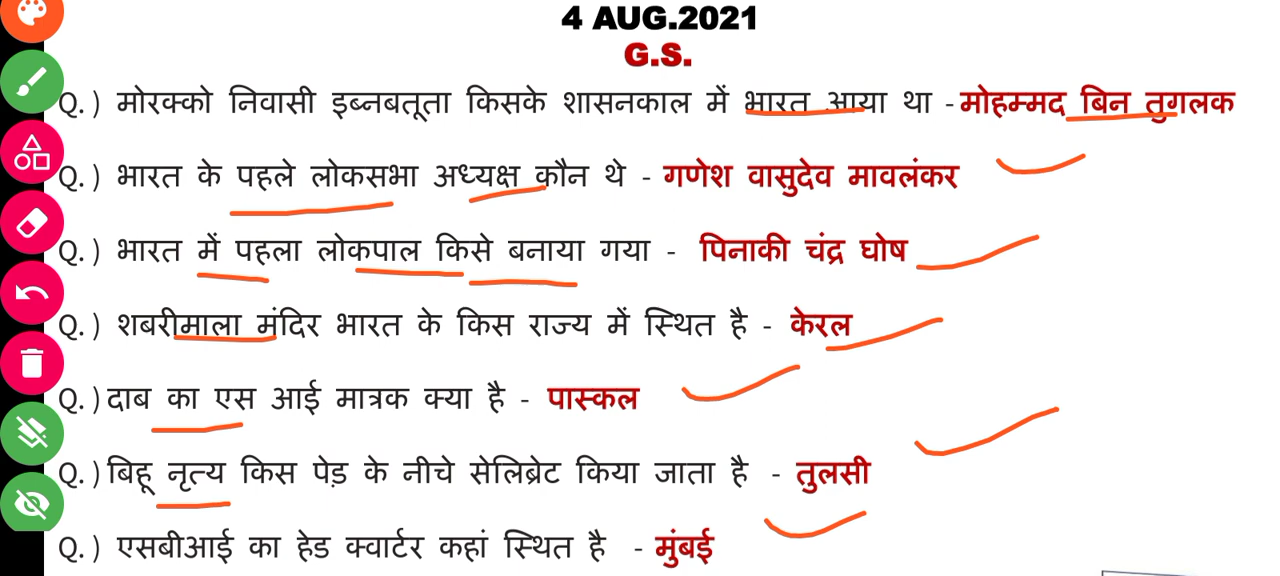 4 AUG.2021
G.S.
Q.) मोरक्को निवासी इब्नबतूता किसके शासनकाल में भारत आया था -मोहम्मद बिन तुगलक
Q.) भारत के पहले लोकसभा अध्यक्ष कौन थे - गणेश वासुदेव मावलंकर
Q.) भारत में पहला लोकपाल किसे बनाया गया - पिनाकी चंद्र घोष
Q.) शबरीमाला मंदिर भारत के किस राज्य में स्थित है - केरल
Q.) दाब का एस आई मात्रक क्या है - पास्कल
Q.) बिहू नृत्य किस पेड़ के नीचे सेलिब्रेट किया जाता है - तुलसी
Q.) एसबीआई का हेड क्वार्टर कहां स्थित है - मुंबई